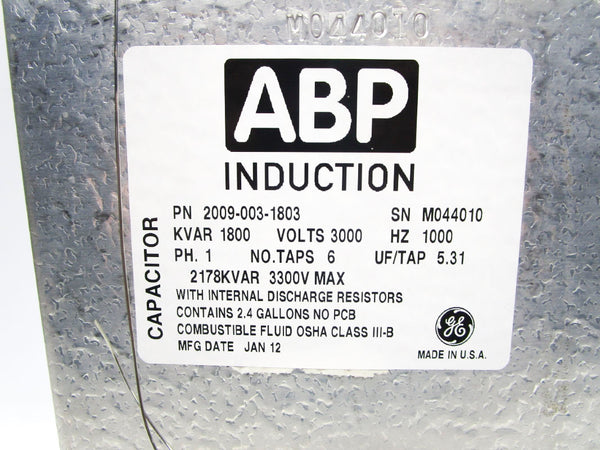 M044010
ABP
INDUCTION
CAPACITOR
PN 2009-003-1803 SN M044010
KVAR 1800 VOLTS 3000 HZ 1000
PH. 1 NO.TAPS 6 UF/TAP 5.31
2178KVAR 3300V MAX
WITH INTERNAL DISCHARGE RESISTORS
CONTAINS 2.4 GALLONS NO PCB
COMBUSTIBLE FLUID OSHA CLASS III-B
MFG DATE JAN 12
GE
MADE IN U.S.A.